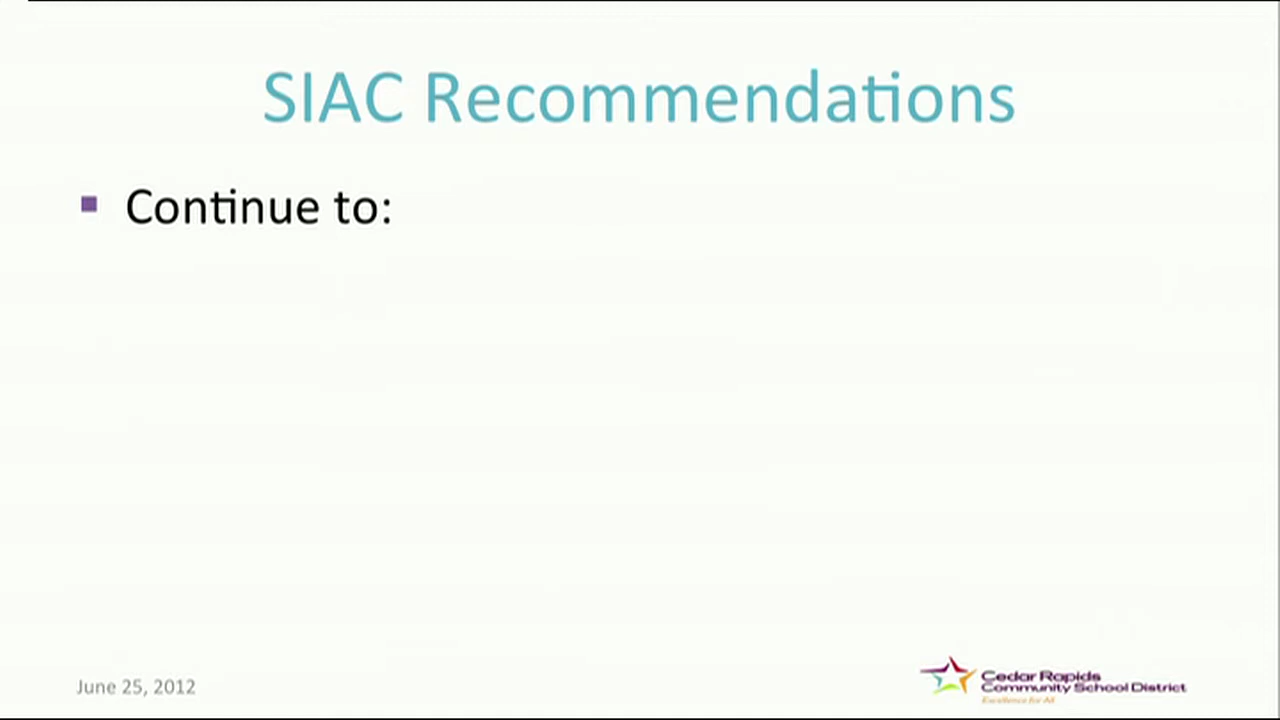 SIAC Recommendations
Continue to:
June 25, 2012
Cedar Rapids
Community School District
Excellence for All